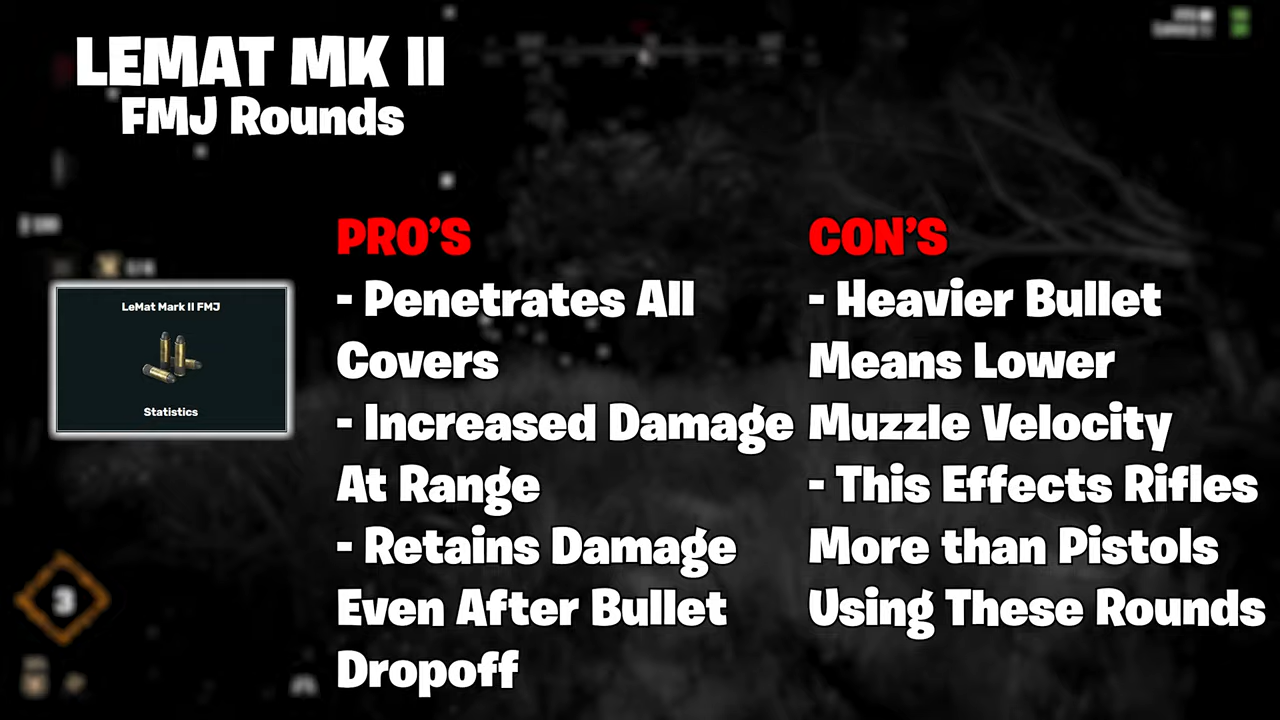 LEMAT MK II
FMJ Rounds
LeMat Mark II FMJ
Statistics
PRO'S
- Penetrates All
Covers
- Increased Damage
At Range
- Retains Damage
Even After Bullet
Dropoff
CON'S
- Heavier Bullet
Means Lower
Muzzle Velocity
- This Effects Rifles
More than Pistols
Using These Rounds
3